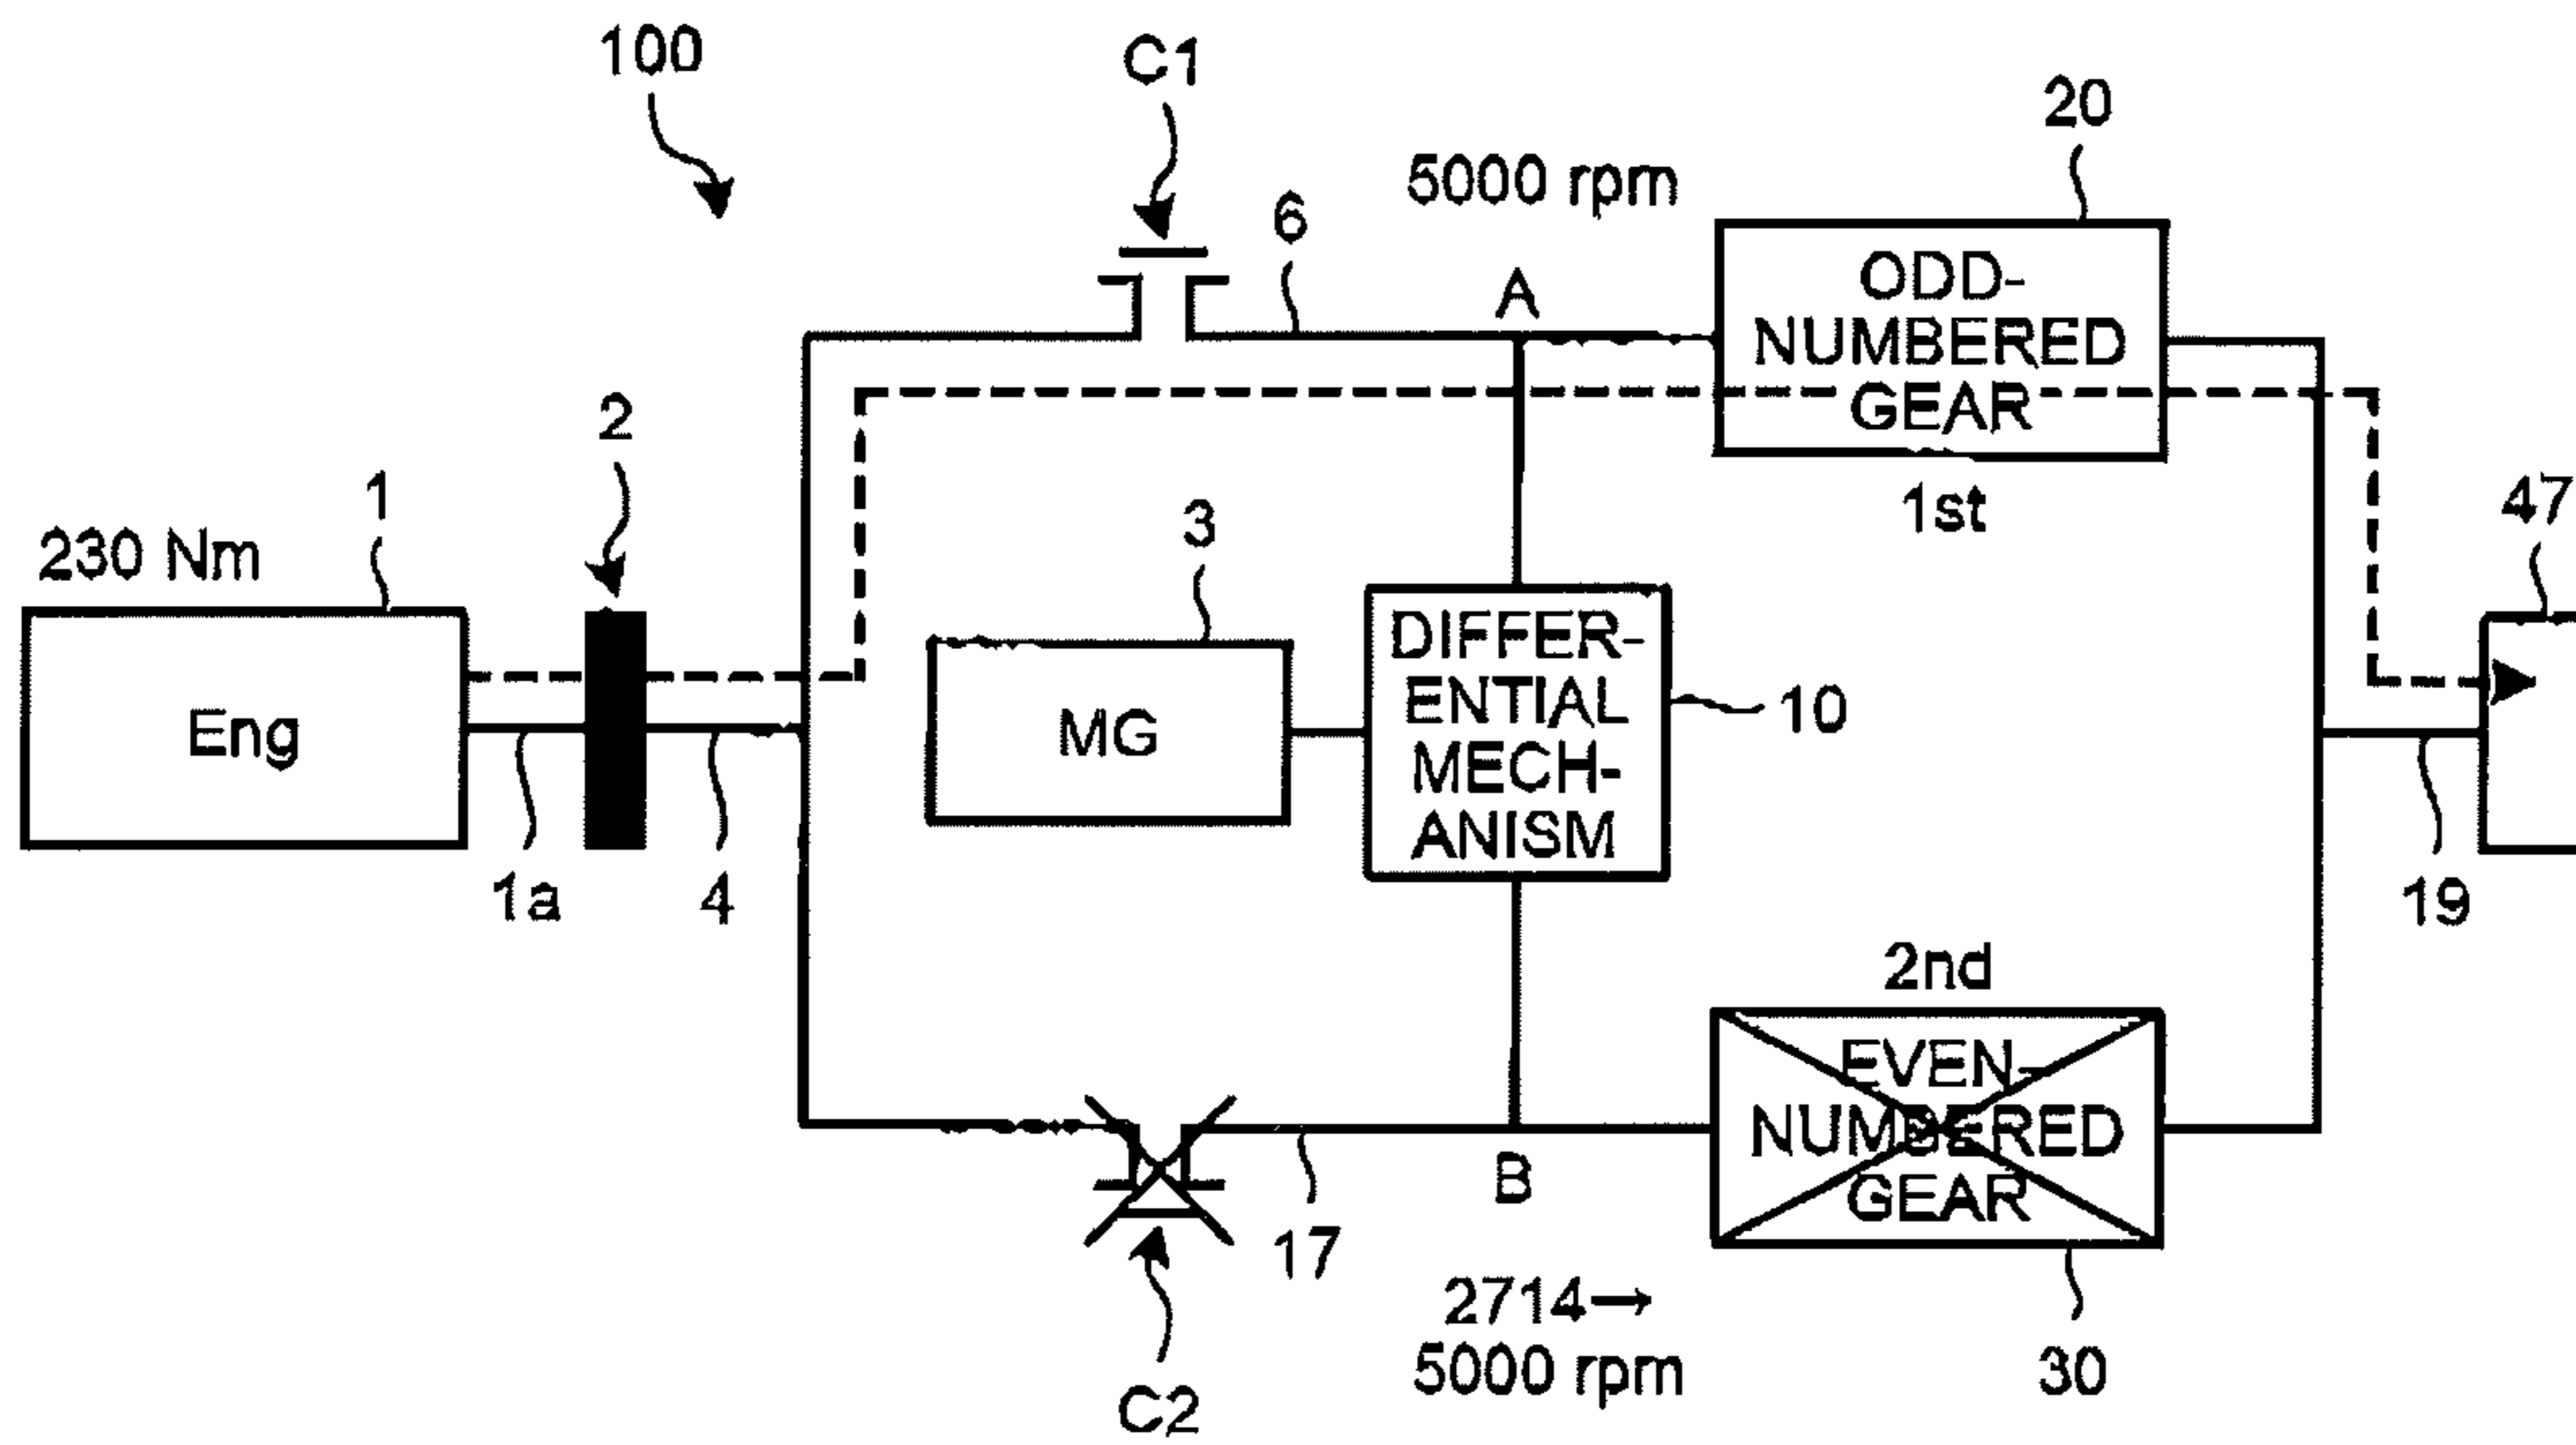 100
C1
20
5000 rpm
6
A
ODD-
NUMBERED
GEAR
1st
2
1
230 Nm
3
47
Eng
MG
DIFFER-
ENTIAL
MECH-
ANISM
10
1a
4
19
2nd
EVEN-
NUMBERED
GEAR
B
17
2714→
5000 rpm
30
C2